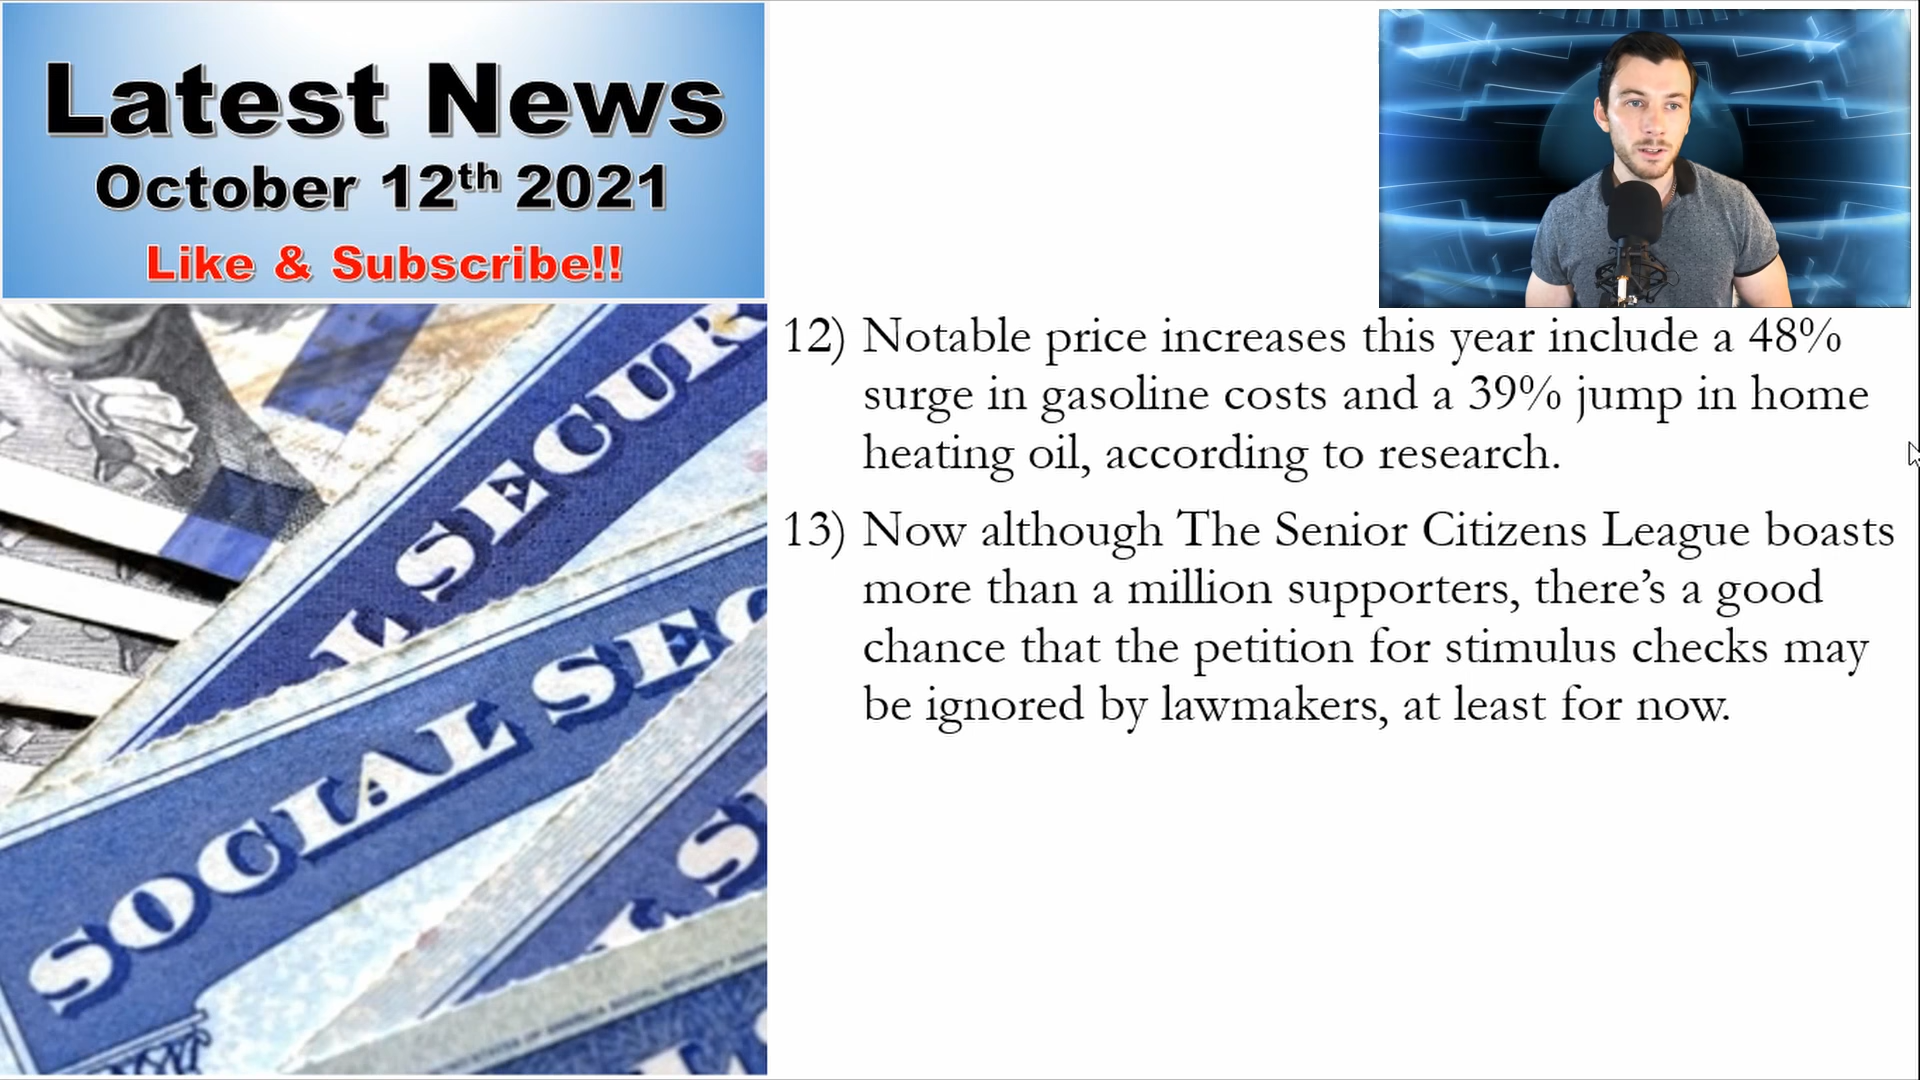 Latest News
October 12th 2021
Like & Subscribe!!
12) Notable price increases this year include a 48%
surge in gasoline costs and a 39% jump in home
heating oil, according to research.
13) Now although The Senior Citizens League boasts
more than a million supporters, there's a good
chance that the petition for stimulus checks may
be ignored by lawmakers, at least for now.
L SECUR
SOCIAL SEC
L S